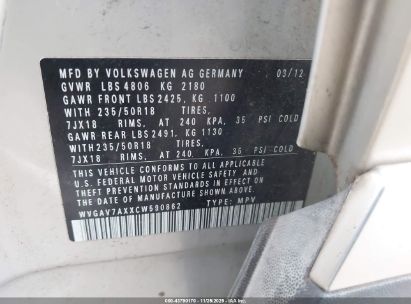 MFD BY VOLKSWAGEN AG GERMANY 03/12
GVWR LBS 4806 KG 2180
GAWR FRONT LBS 2425, KG 1100
WITH 235/50R18 TIRES.
7JX18 RIMS, AT 240 KPA, 35 PSI COLD
GAWR REAR LBS 2491, KG 1130
WITH 235/50R18 TIRES.
7JX18 RIMS, AT 240 KPA, 35 PSI COLD
THIS VEHICLE CONFORMS TO ALL APPLICABLE
U.S. FEDERAL MOTOR VEHICLE SAFETY AND
THEFT PREVENTION STANDARDS IN EFFECT ON THE
DATE OF MANUFACTURE SHOWN ABOVE.
WVGAV7AXXCW590862 TYPE: MPV